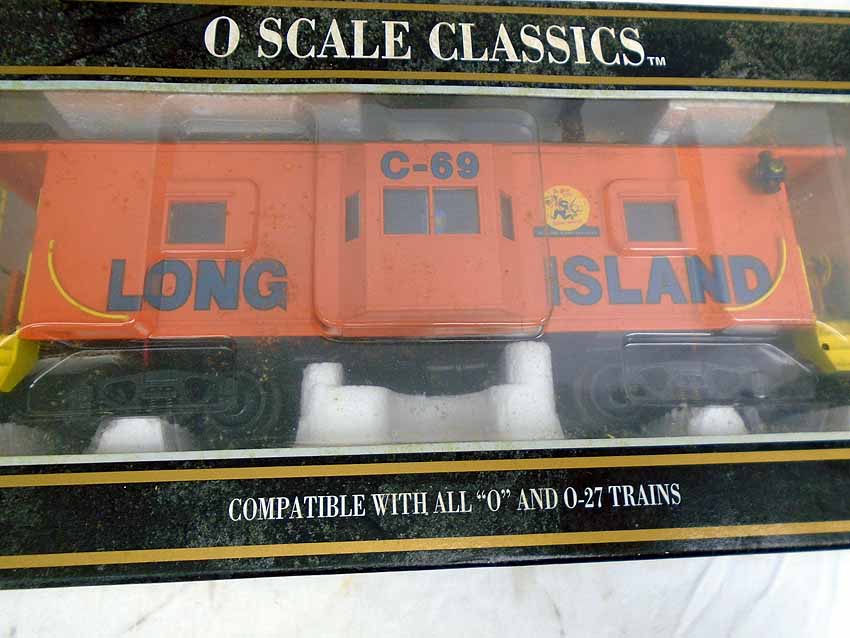 O SCALE CLASSICS™
C-69
LONG ISLAND
COMPATIBLE WITH ALL "O" AND O-27 TRAINS